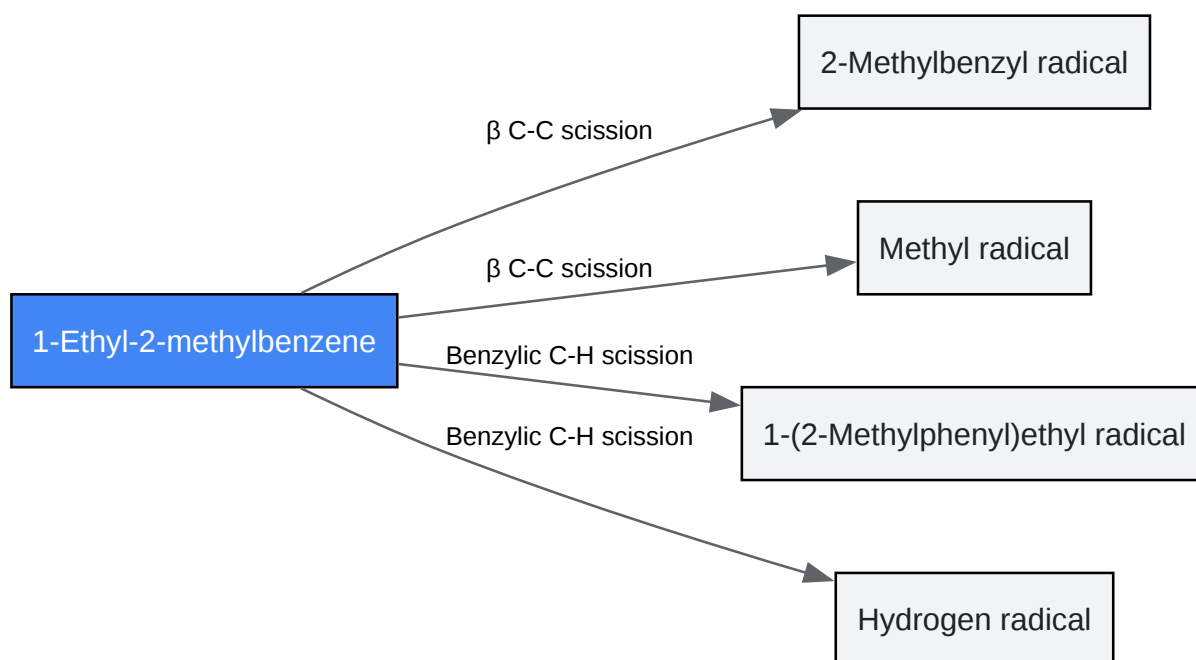 2-Methylbenzyl radical
β C-C scission
Methyl radical
β C-C scission
1-Ethyl-2-methylbenzene
Benzylic C-H scission
1-(2-Methylphenyl)ethyl radical
Benzylic C-H scission
Hydrogen radical